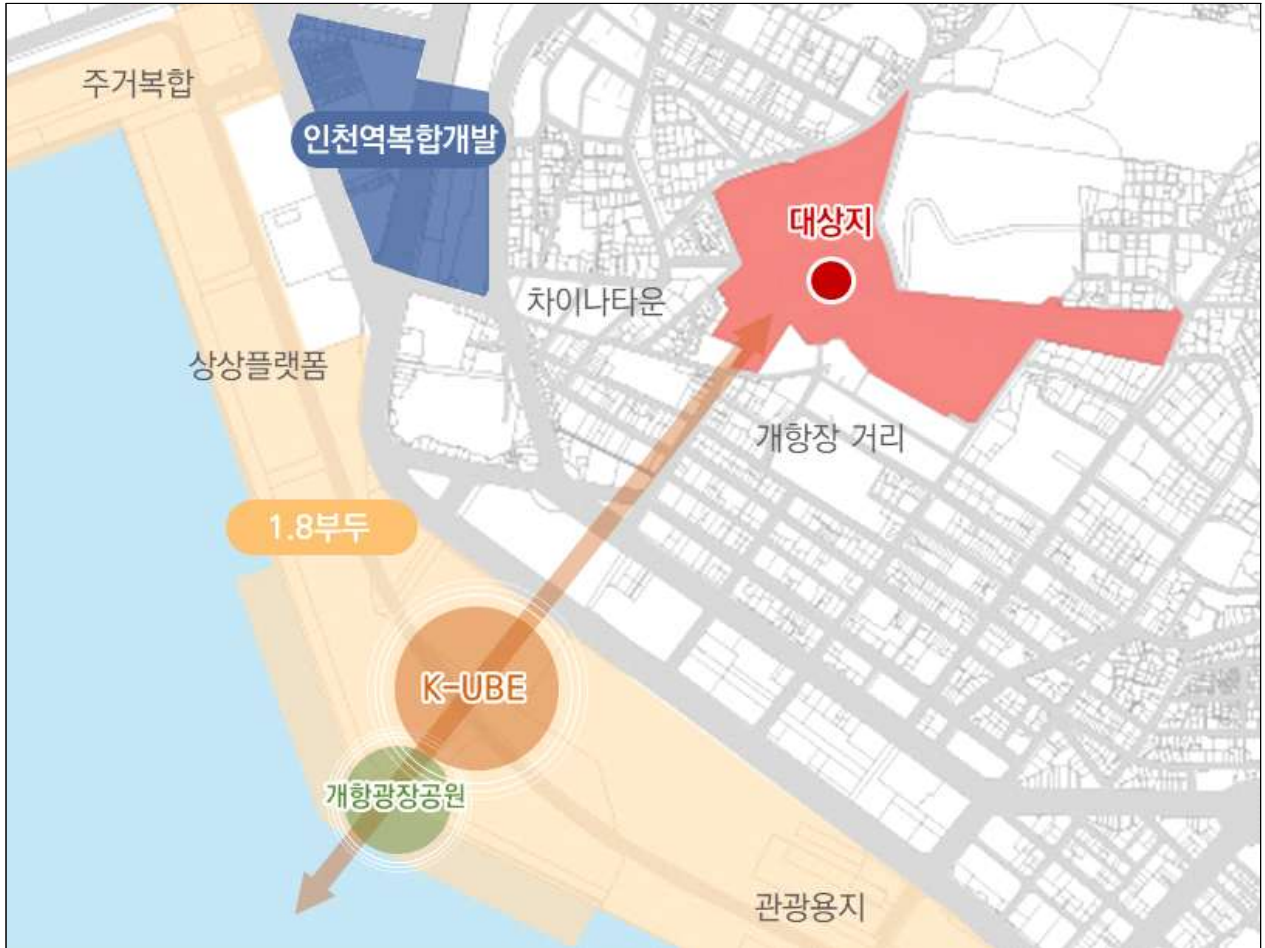 주거복합
인천역복합개발
대상지
차이나타운
상상플랫폼
개항장 거리
1.8부두
K-UBE
개항광장공원
관광용지